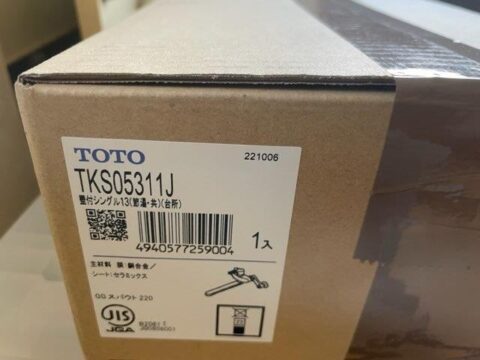 TOTO
221006
TKS05311J
壁付シングル13(節湯・共)(台所)
4940577259004
1入
主材料 胴:銅合金/
シート:セラミックス
GG スパウト 220
JIS
JGA